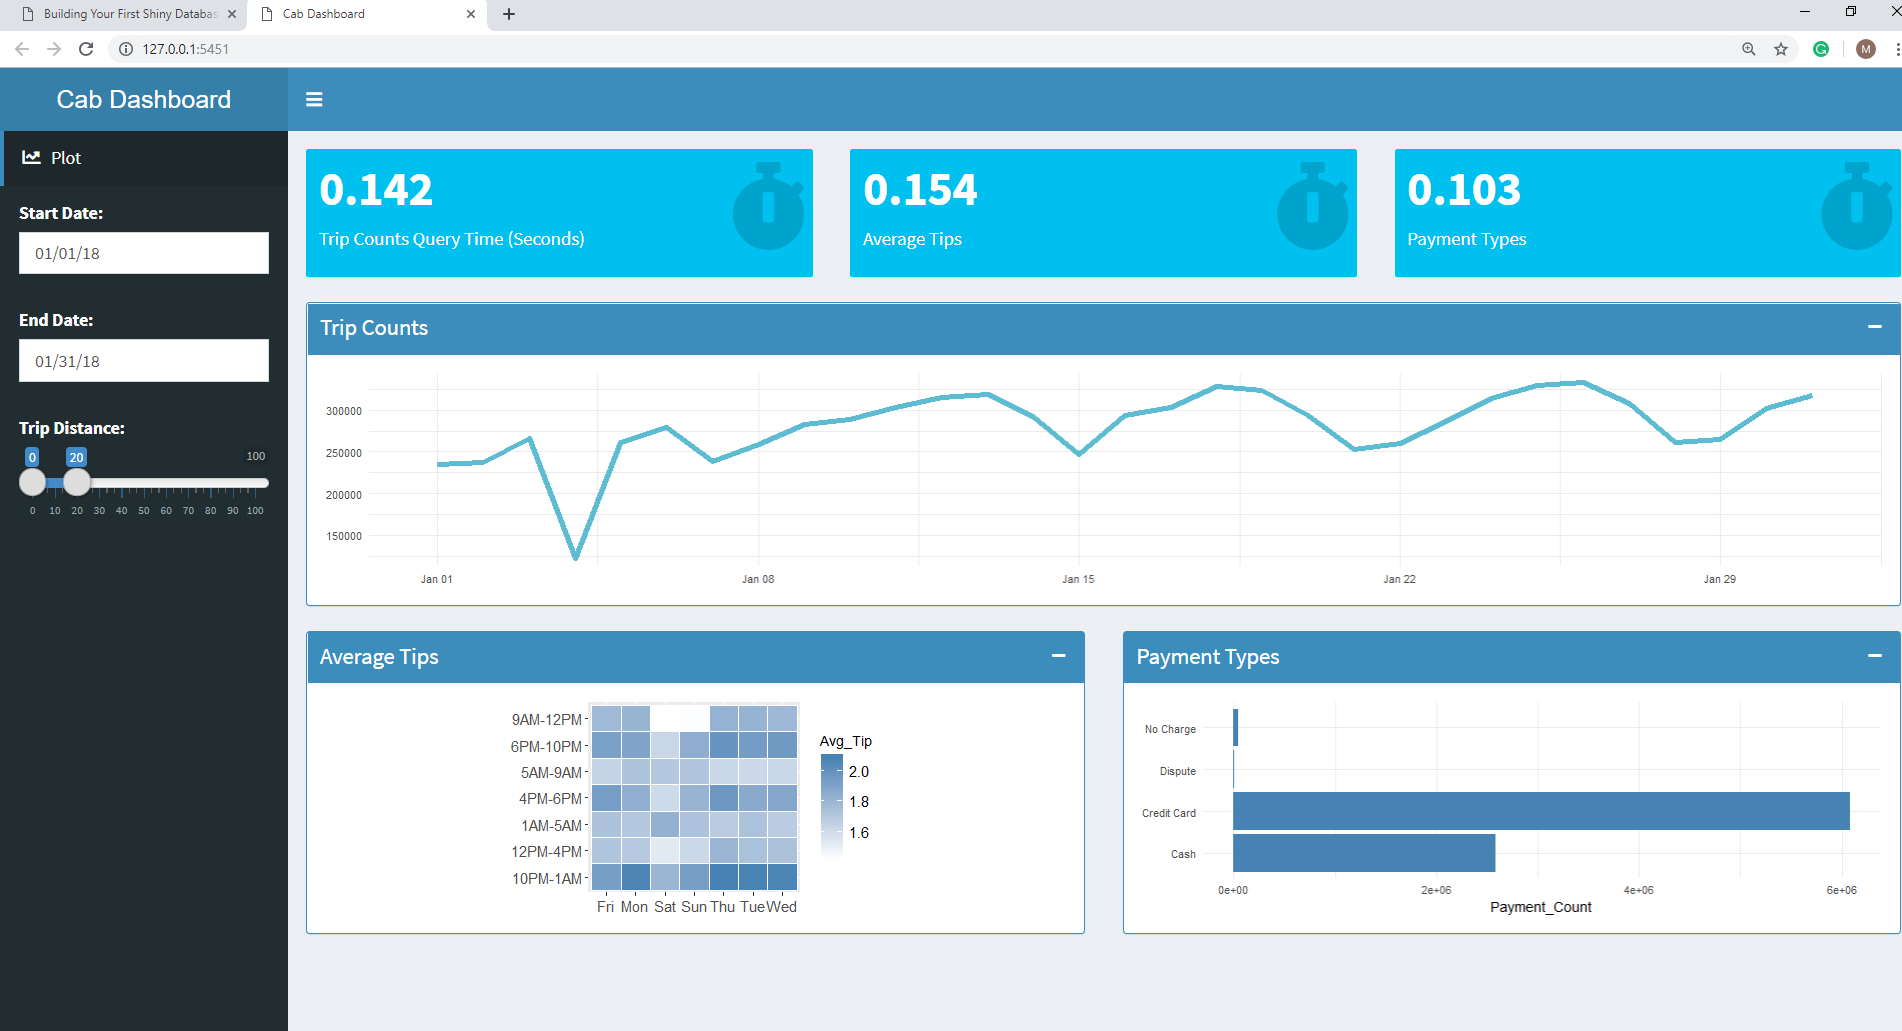 Building Your First Shiny Databas
Cab Dashboard
127.0.0.1:5451
M
Cab Dashboard
Plot
Start Date:
01/01/18
End Date:
01/31/18
Trip Distance:
0 20 100
0 10 20 30 40 50 60 70 80 90 100
0.142
Trip Counts Query Time (Seconds)
0.154
Average Tips
0.103
Payment Types
Trip Counts
300000
250000
200000
150000
Jan 01 Jan 08 Jan 15 Jan 22 Jan 29
Average Tips
9AM-12PM
6PM-10PM
5AM-9AM
4PM-6PM
1AM-5AM
12PM-4PM
10PM-1AM
Fri Mon Sat Sun Thu Tue Wed
Avg_Tip
2.0
1.8
1.6
Payment Types
No Charge
Dispute
Credit Card
Cash
0e+00 2e+06 4e+06 6e+06
Payment_Count